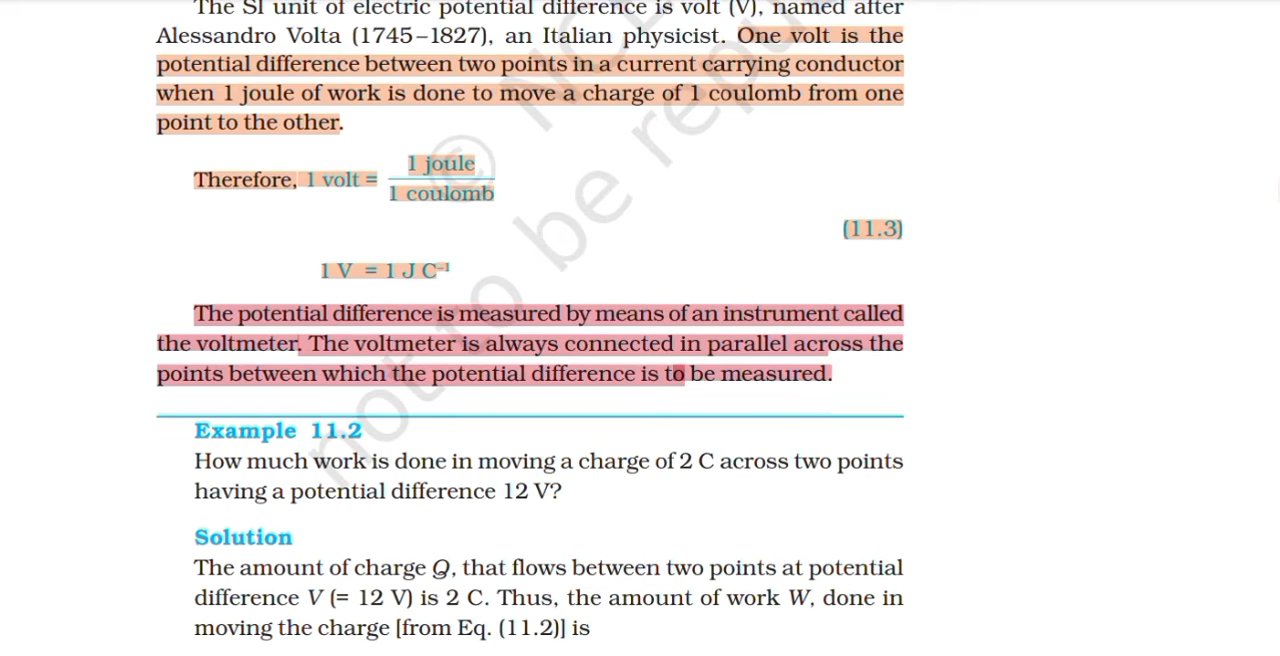 The SI unit of electric potential difference is volt (V), named after
Alessandro Volta (1745–1827), an Italian physicist. One volt is the
potential difference between two points in a current carrying conductor
when 1 joule of work is done to move a charge of 1 coulomb from one
point to the other.
Therefore, 1 volt = 1 joule / 1 coulomb
(11.3)
1 V = 1 J C⁻¹
The potential difference is measured by means of an instrument called
the voltmeter. The voltmeter is always connected in parallel across the
points between which the potential difference is to be measured.
Example 11.2
How much work is done in moving a charge of 2 C across two points
having a potential difference 12 V?
Solution
The amount of charge Q, that flows between two points at potential
difference V (= 12 V) is 2 C. Thus, the amount of work W, done in
moving the charge [from Eq. (11.2)] is
© NC
not to be repu